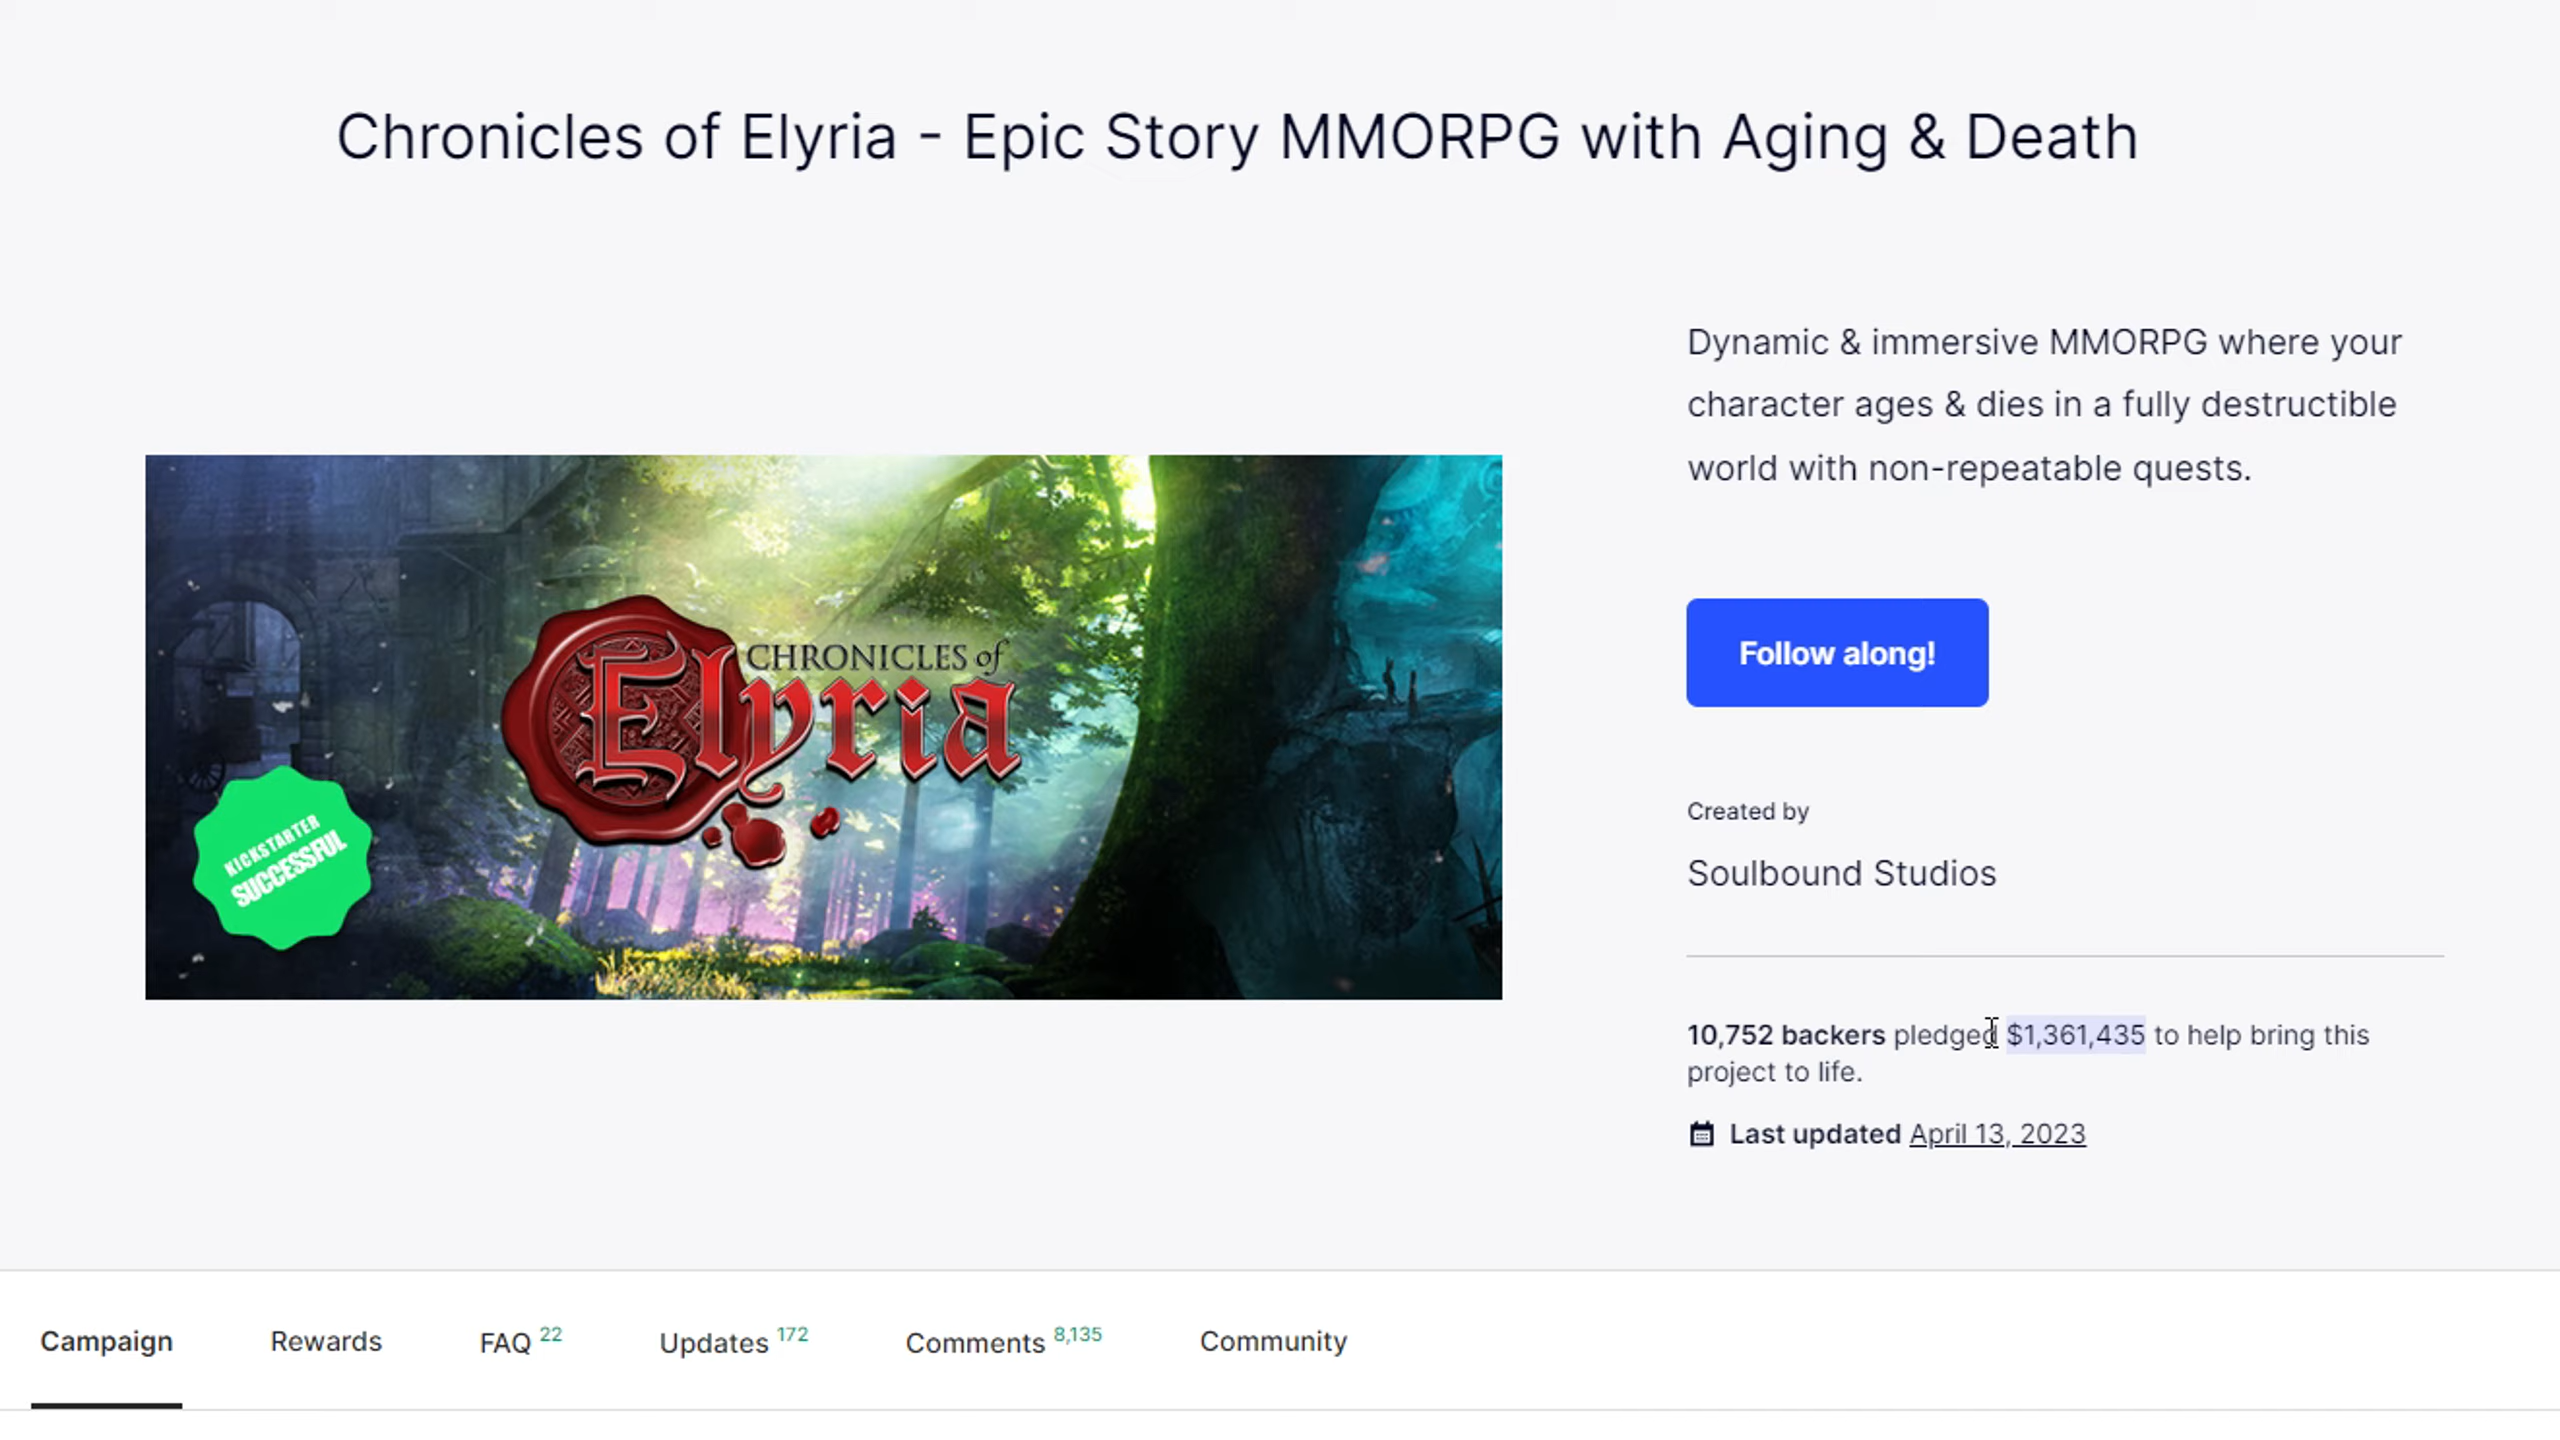 Chronicles of Elyria - Epic Story MMORPG with Aging & Death
CHRONICLES of
Elyria
KICKSTARTER
SUCCESSFUL
Dynamic & immersive MMORPG where your
character ages & dies in a fully destructible
world with non-repeatable quests.
Follow along!
Created by
Soulbound Studios
10,752 backers pledged $1,361,435 to help bring this
project to life.
Last updated April 13, 2023
Campaign Rewards FAQ 22 Updates 172 Comments 8,135 Community